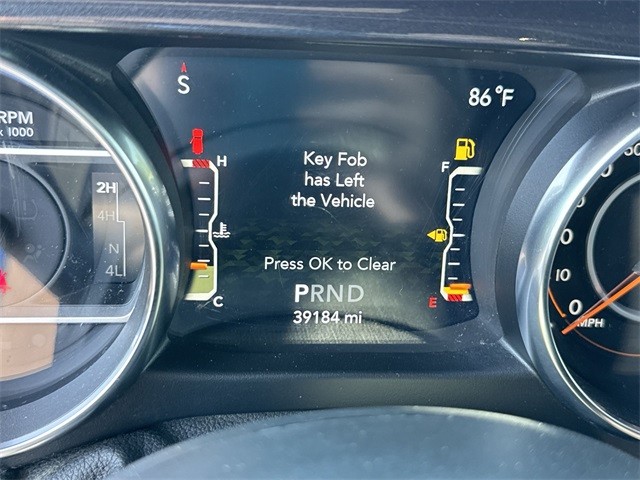 RPM
x 1000
2H
4H
N
4L
S
86°F
H
C
Key Fob
has Left
the Vehicle
Press OK to Clear
PRND
39184 mi
F
E
10
0
MPH